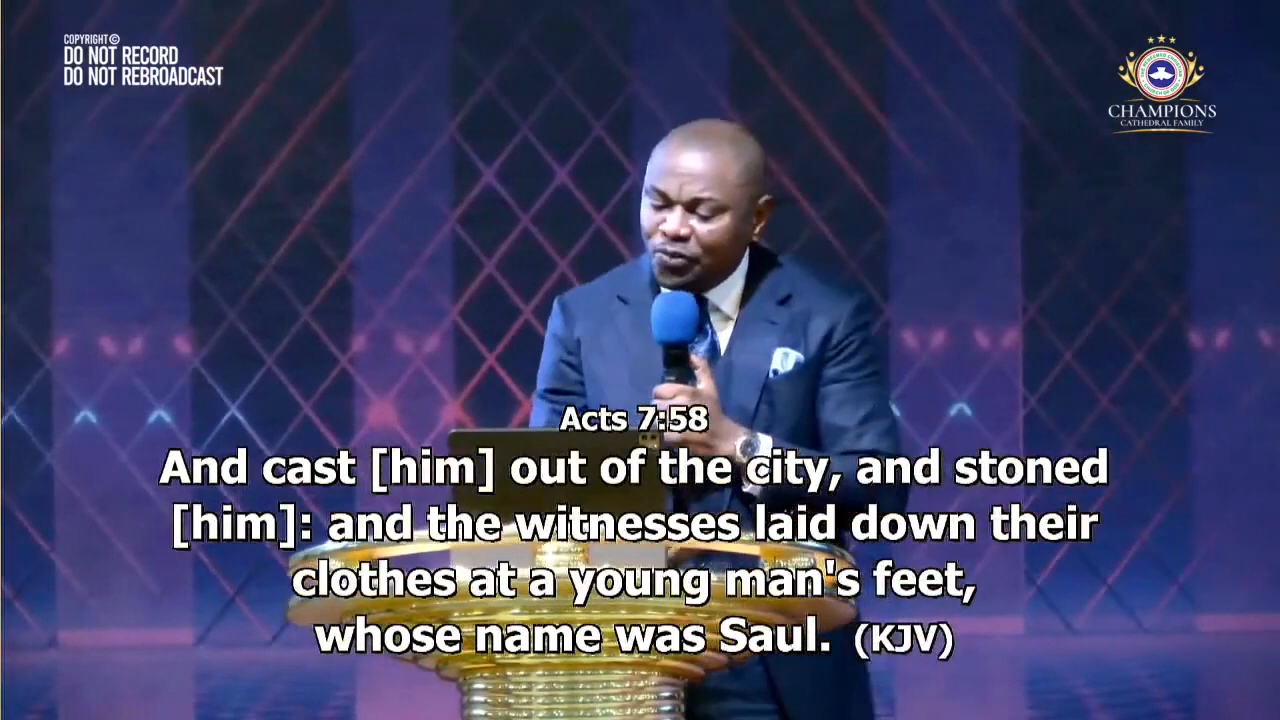 COPYRIGHT©
DO NOT RECORD
DO NOT REBROADCAST
CHAMPIONS
CATHEDRAL FAMILY
Acts 7:58
And cast [him] out of the city, and stoned
[him]: and the witnesses laid down their
clothes at a young man's feet,
whose name was Saul. (KJV)